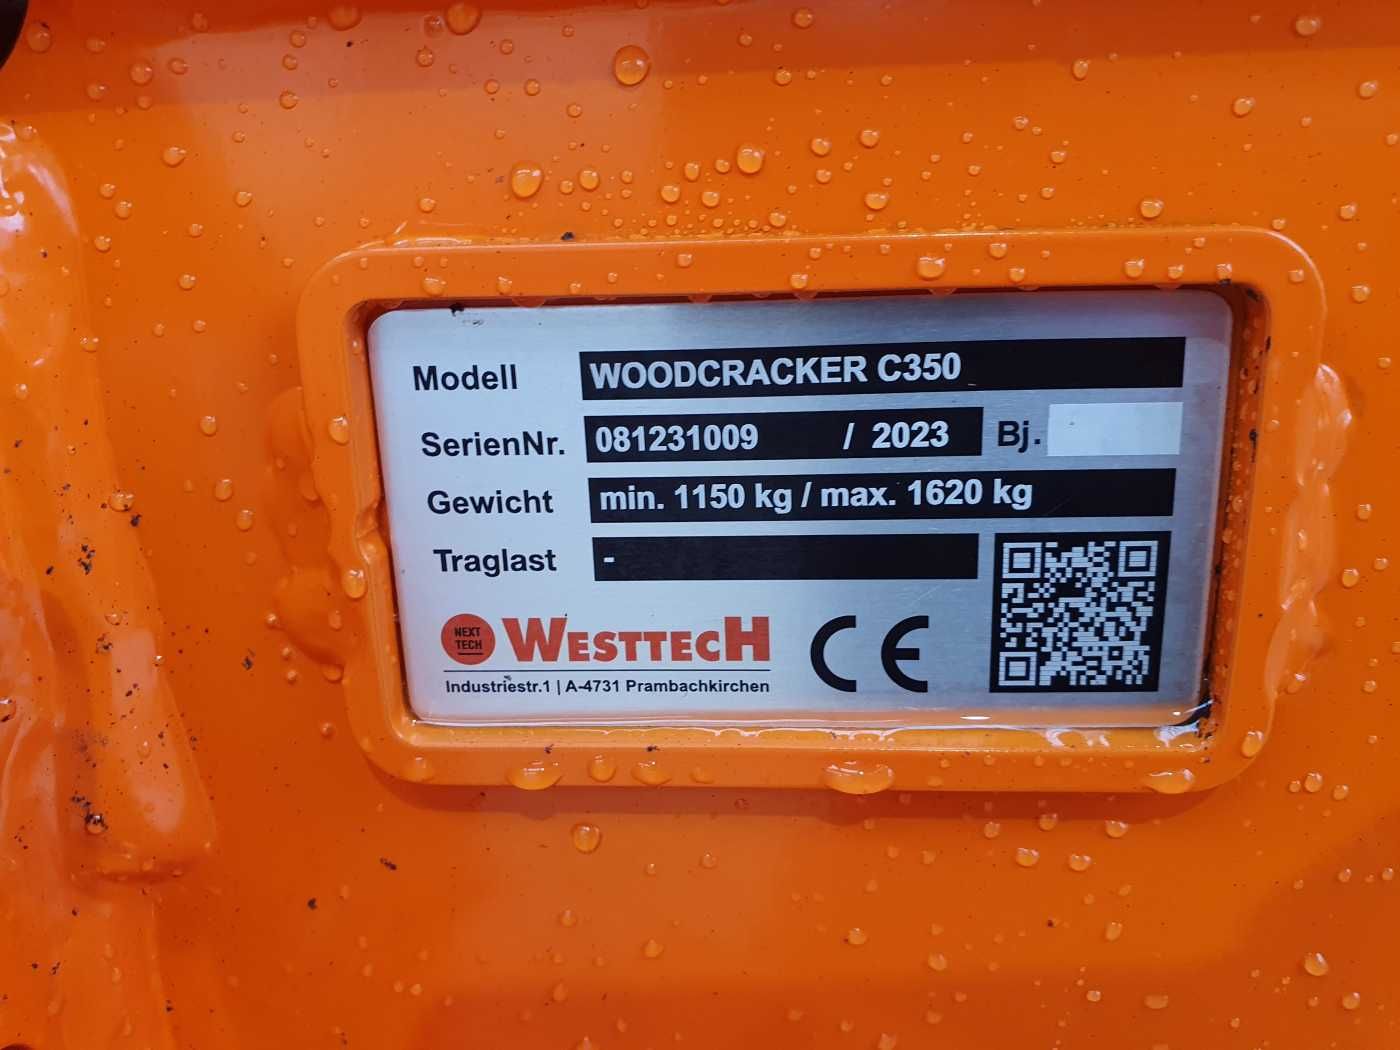 Modell WOODCRACKER C350
SerienNr. 081231009 / 2023 Bj.
Gewicht min. 1150 kg / max. 1620 kg
Traglast -
NEXT
TECH
WESTTECH
CE
Industriestr.1 | A-4731 Prambachkirchen